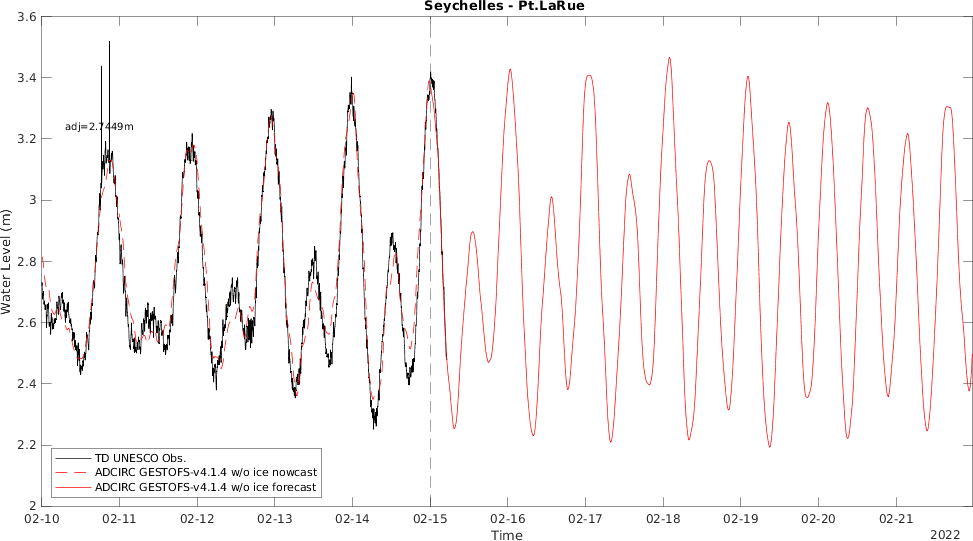 Seychelles - Pt.LaRue
3.6
3.4
adj=2.7449m
3.2
3
2.8
2.6
2.4
2.2
2
Water Level (m)
TD UNESCO Obs.
ADCIRC GESTOFS-v4.1.4 w/o ice nowcast
ADCIRC GESTOFS-v4.1.4 w/o ice forecast
02-10 02-11 02-12 02-13 02-14 02-15 02-16 02-17 02-18 02-19 02-20 02-21
Time
2022